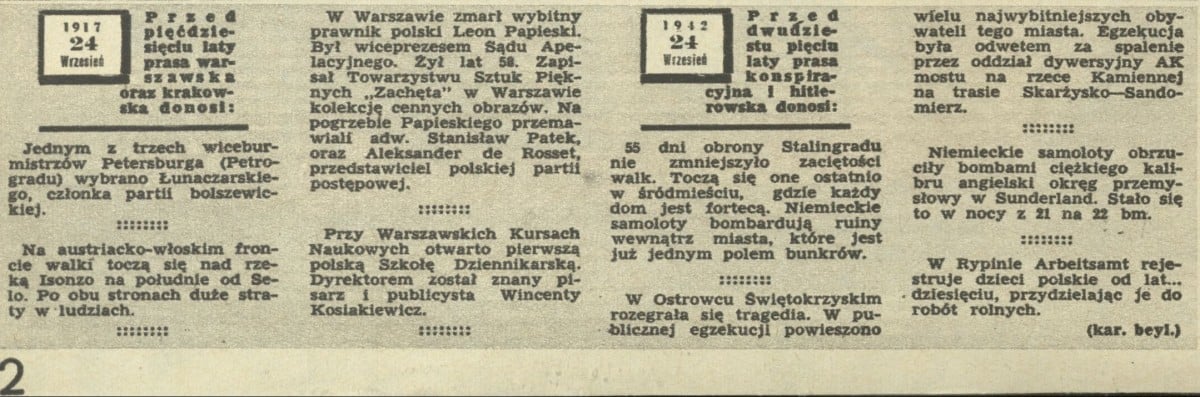 1917
24
Wrzesień
Przed
pięćdzie-
sięciu laty
prasa war-
szawska
oraz krakow-
ska donosi:
Jednym z trzech wicebur-
mistrzów Petersburga (Petro-
gradu) wybrano Łunaczarskie-
go, członka partii bolszewic-
kiej.
Na austriacko-włoskim fron-
cie walki toczą się nad rze-
ką Isonzo na południe od Se-
lo. Po obu stronach duże stra-
ty w ludziach.
W Warszawie zmarł wybitny
prawnik polski Leon Papieski.
Był wiceprezesem Sądu Ape-
lacyjnego. Żył lat 58. Zapi-
sał Towarzystwu Sztuk Pięk-
nych „Zachęta” w Warszawie
kolekcję cennych obrazów. Na
pogrzebie Papieskiego przema-
wiali adw. Stanisław Patek,
oraz Aleksander de Rosset,
przedstawiciel polskiej partii
postępowej.
Przy Warszawskich Kursach
Naukowych otwarto pierwszą
polską Szkołę Dziennikarską.
Dyrektorem został znany pi-
sarz i publicysta Wincenty
Kosiakiewicz.
1942
24
Wrzesień
Przed
dwudzie-
stu pięciu
laty prasa
konspira-
cyjna i hitle-
rowska donosi:
55 dni obrony Stalingradu
nie zmniejszyło zaciętości
walk. Toczą się one ostatnio
w śródmieściu, gdzie każdy
dom jest fortecą. Niemieckie
samoloty bombardują ruiny
wewnątrz miasta, które jest
już jednym polem bunkrów.
W Ostrowcu Świętokrzyskim
rozegrała się tragedia. W pu-
blicznej egzekucji powieszono
wielu najwybitniejszych oby-
wateli tego miasta. Egzekucja
była odwetem za spalenie
przez oddział dywersyjny AK
mostu na rzece Kamiennej
na trasie Skarżysko—Sando-
mierz.
Niemieckie samoloty obrzu-
ciły bombami ciężkiego kali-
bru angielski okręg przemy-
słowy w Sunderland. Stało się
to w nocy z 21 na 22 bm.
W Rypinie Arbeitsamt reje-
struje dzieci polskie od lat...
dziesięciu, przydzielając je do
robót rolnych.
(kar. beyl.)
2